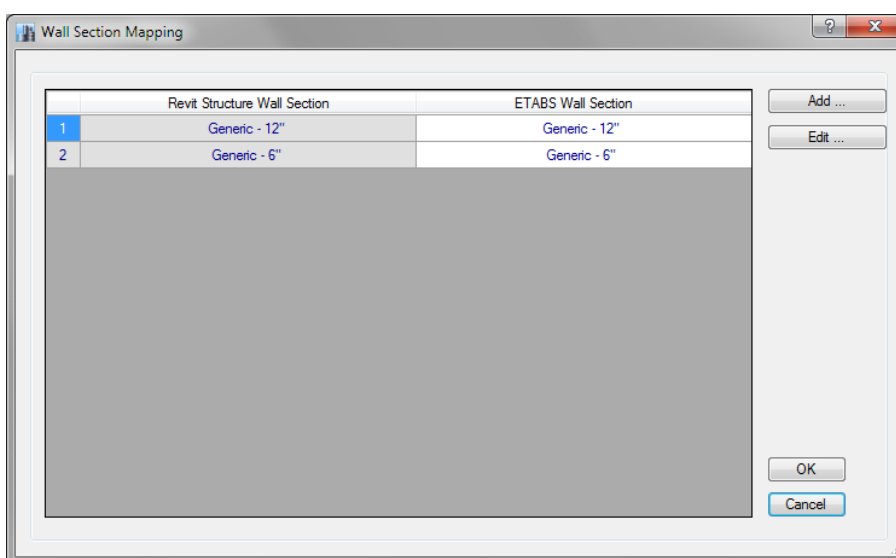 Wall Section Mapping
?
Revit Structure Wall Section ETABS Wall Section
1 Generic - 12" Generic - 12"
2 Generic - 6" Generic - 6"
Add ...
Edit ...
OK
Cancel